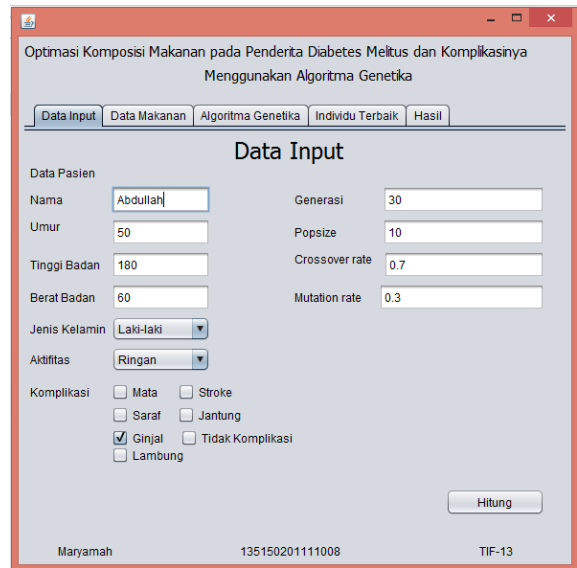 Optimasi Komposisi Makanan pada Penderita Diabetes Melitus dan Komplikasinya
Menggunakan Algoritma Genetika
Data Input Data Makanan Algoritma Genetika Individu Terbaik Hasil
Data Input
Data Pasien
Nama Abdullah Generasi 30
Umur 50 Popsize 10
Tinggi Badan 180 Crossover rate 0.7
Berat Badan 60 Mutation rate 0.3
Jenis Kelamin Laki-laki
Aktifitas Ringan
Komplikasi Mata Stroke
Saraf Jantung
Ginjal Tidak Komplikasi
Lambung
Hitung
Maryamah 135150201111008 TIF-13